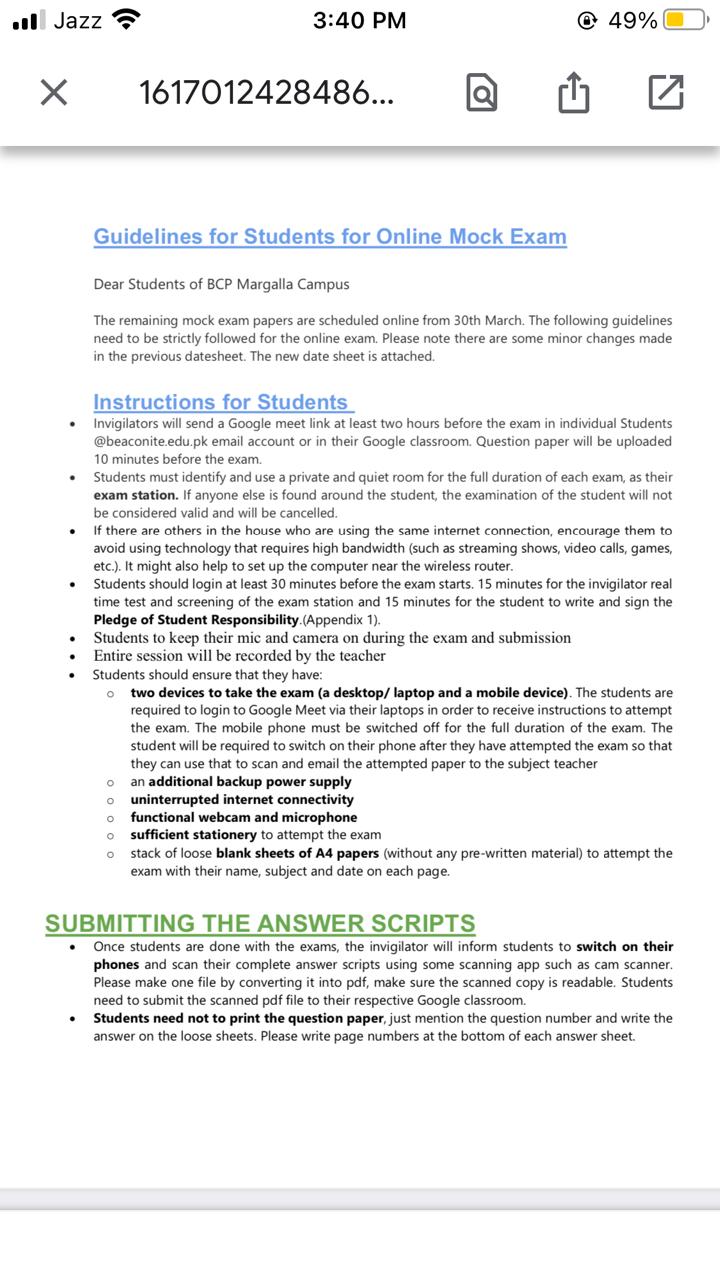 Jazz 3:40 PM 49%
1617012428486...
Guidelines for Students for Online Mock Exam
Dear Students of BCP Margalla Campus
The remaining mock exam papers are scheduled online from 30th March. The following guidelines
need to be strictly followed for the online exam. Please note there are some minor changes made
in the previous datesheet. The new date sheet is attached.
Instructions for Students
• Invigilators will send a Google meet link at least two hours before the exam in individual Students
@beaconite.edu.pk email account or in their Google classroom. Question paper will be uploaded
10 minutes before the exam.
• Students must identify and use a private and quiet room for the full duration of each exam, as their
exam station. If anyone else is found around the student, the examination of the student will not
be considered valid and will be cancelled.
• If there are others in the house who are using the same internet connection, encourage them to
avoid using technology that requires high bandwidth (such as streaming shows, video calls, games,
etc.). It might also help to set up the computer near the wireless router.
• Students should login at least 30 minutes before the exam starts. 15 minutes for the invigilator real
time test and screening of the exam station and 15 minutes for the student to write and sign the
Pledge of Student Responsibility.(Appendix 1).
• Students to keep their mic and camera on during the exam and submission
• Entire session will be recorded by the teacher
• Students should ensure that they have:
o two devices to take the exam (a desktop/ laptop and a mobile device). The students are
required to login to Google Meet via their laptops in order to receive instructions to attempt
the exam. The mobile phone must be switched off for the full duration of the exam. The
student will be required to switch on their phone after they have attempted the exam so that
they can use that to scan and email the attempted paper to the subject teacher
o an additional backup power supply
o uninterrupted internet connectivity
o functional webcam and microphone
o sufficient stationery to attempt the exam
o stack of loose blank sheets of A4 papers (without any pre-written material) to attempt the
exam with their name, subject and date on each page.
SUBMITTING THE ANSWER SCRIPTS
• Once students are done with the exams, the invigilator will inform students to switch on their
phones and scan their complete answer scripts using some scanning app such as cam scanner.
Please make one file by converting it into pdf, make sure the scanned copy is readable. Students
need to submit the scanned pdf file to their respective Google classroom.
• Students need not to print the question paper, just mention the question number and write the
answer on the loose sheets. Please write page numbers at the bottom of each answer sheet.